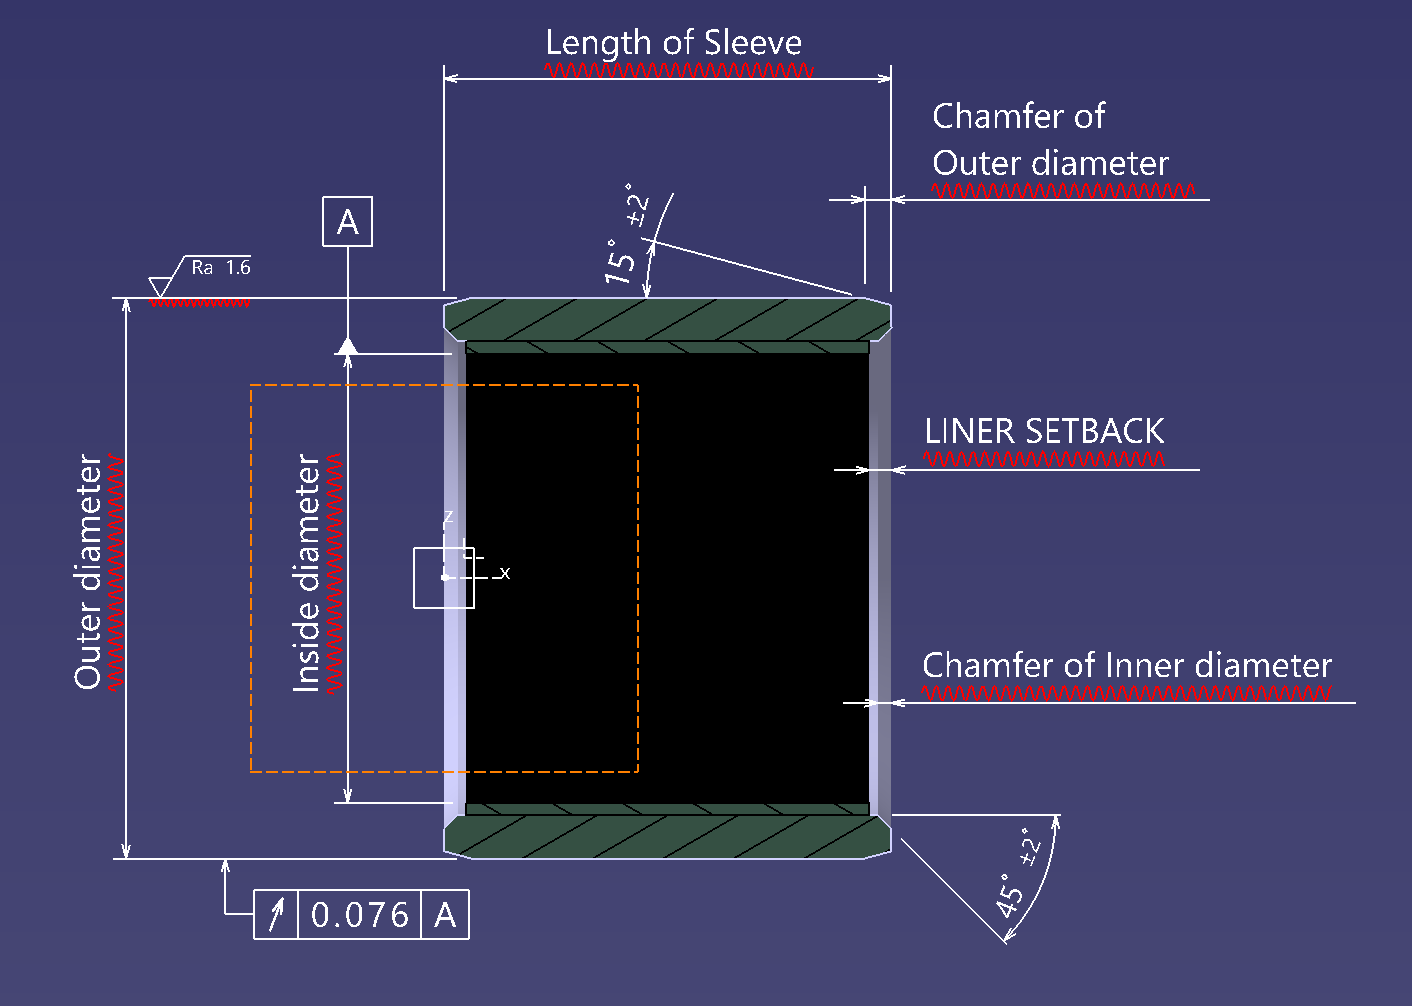 Length of Sleeve
Chamfer of
Outer diameter
15° ±2°
A
Ra 1.6
LINER SETBACK
Outer diameter
Inside diameter
z
x
Chamfer of Inner diameter
45° ±2°
0.076 A